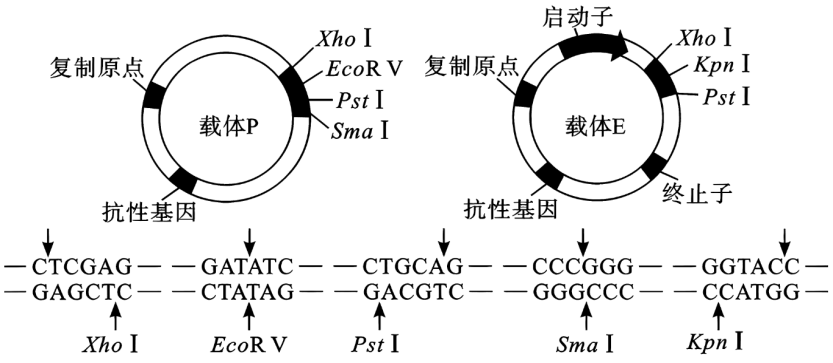 启动子
Xho Ⅰ
Xho Ⅰ
复制原点
EcoR Ⅴ
复制原点
Kpn Ⅰ
Pst Ⅰ
Pst Ⅰ
载体P
Sma Ⅰ
载体E
抗性基因
抗性基因
终止子
—CTCGAG— —GATATC— —CTGCAG— —CCCGGG— —GGTACC—
—GAGCTC— —CTATAG— —GACGTC— —GGGCCC— —CCATGG—
Xho Ⅰ EcoR Ⅴ Pst Ⅰ Sma Ⅰ Kpn Ⅰ